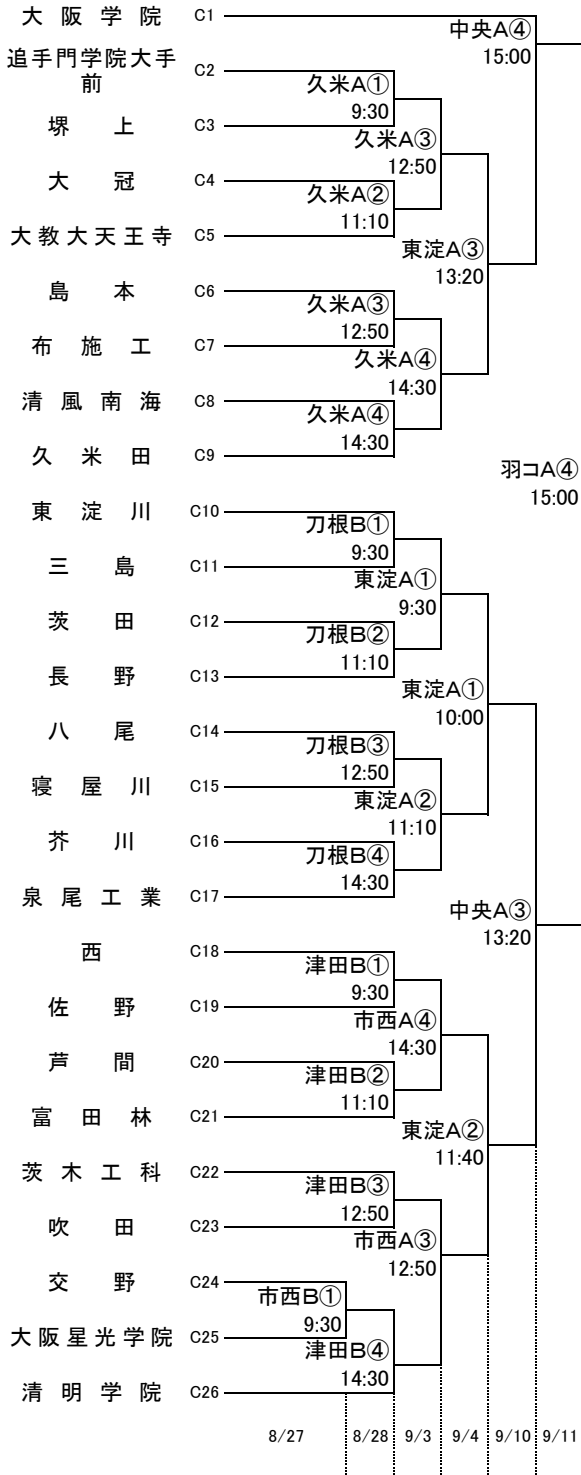 大阪学院 C1
中央A④
15:00
追手門学院大手
前
C2
久米A①
9:30
堺上 C3
久米A③
12:50
大冠 C4
久米A②
11:10
大教大天王寺 C5
東淀A③
13:20
島本 C6
久米A③
12:50
布施工 C7
久米A④
14:30
清風南海 C8
久米A④
14:30
久米田 C9
羽コA④
15:00
東淀川 C10
刀根B①
9:30
三島 C11
東淀A①
9:30
茨田 C12
刀根B②
11:10
長野 C13
東淀A①
10:00
八尾 C14
刀根B③
12:50
寝屋川 C15
東淀A②
11:10
芥川 C16
刀根B④
14:30
泉尾工業 C17
中央A③
13:20
西 C18
津田B①
9:30
佐野 C19
市西A④
14:30
芦間 C20
津田B②
11:10
富田林 C21
東淀A②
11:40
茨木工科 C22
津田B③
12:50
吹田 C23
市西A③
12:50
交野 C24
市西B①
9:30
大阪星光学院 C25
津田B④
14:30
清明学院 C26
8/27 8/28 9/3 9/4 9/10 9/11